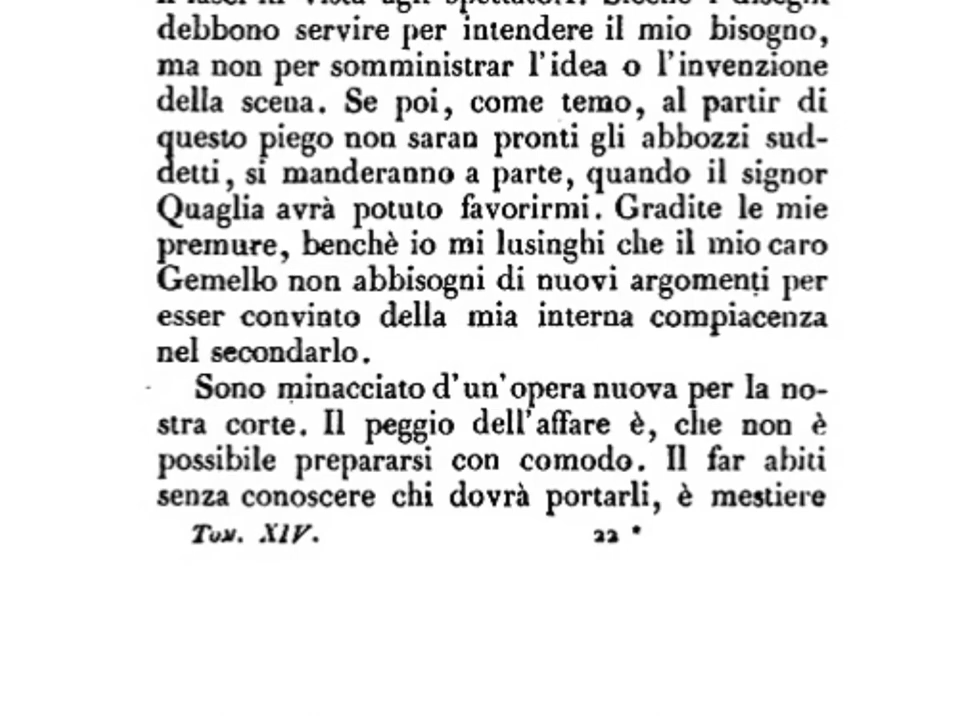 debbono servire per intendere il mio bisogno,
ma non per somministrar l'idea o l'invenzione
della scena. Se poi, come temo, al partir di
questo piego non saran pronti gli abbozzi sud-
detti, si manderanno a parte, quando il signor
Quaglia avrà potuto favorirmi. Gradite le mie
premure, benchè io mi lusinghi che il mio caro
Gemello non abbisogni di nuovi argomenti per
esser convinto della mia interna compiacenza
nel secondarlo.
Sono minacciato d'un'opera nuova per la no-
stra corte. Il peggio dell'affare è, che non è
possibile prepararsi con comodo. Il far abiti
senza conoscere chi dovrà portarli, è mestiere
Tom. XIV. 22 *